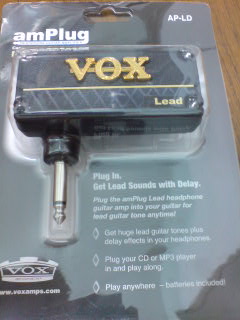 amPlug
AP-LD
VOX
Lead
Plug In.
Get Lead Sounds with Delay.
Plug the amPlug Lead headphone
guitar amp into your guitar for
lead guitar tone anytime!
Get huge lead guitar tones plus
delay effects in your headphones.
Plug your CD or MP3 player
in and play along.
Play anywhere – batteries included!
VOX
www.voxamps.com